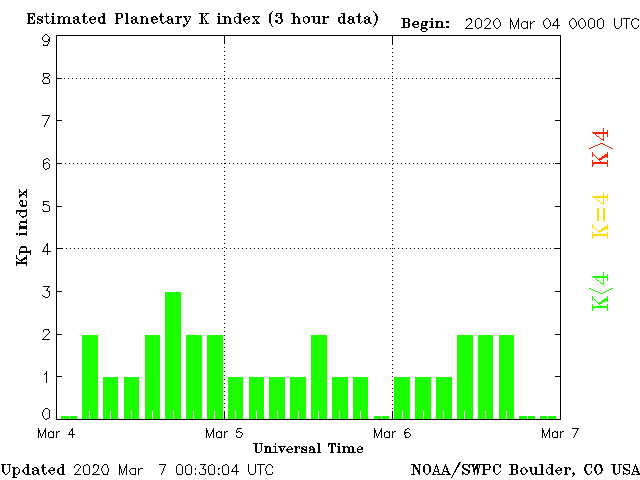 Estimated Planetary K index (3 hour data)
Begin: 2020 Mar 04 0000 UTC
9
8
7
6
5
4
3
2
1
0
Kp index
Mar 4
Mar 5
Mar 6
Mar 7
Universal Time
K>4
K=4
K<4
Updated 2020 Mar 7 00:30:04 UTC
NOAA/SWPC Boulder, CO USA